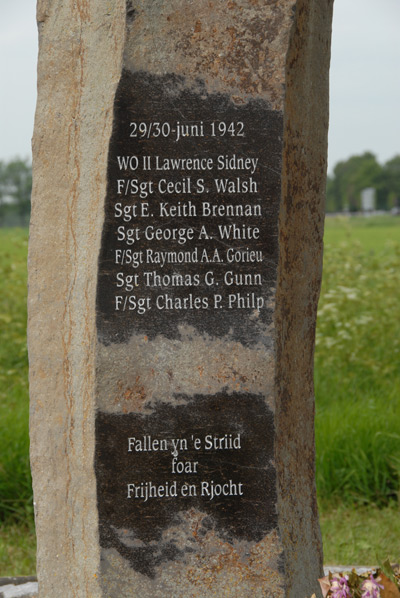 29/30-juni 1942
WO II Lawrence Sidney
F/Sgt Cecil S. Walsh
Sgt E. Keith Brennan
Sgt George A. White
F/Sgt Raymond A.A. Gorieu
Sgt Thomas G. Gunn
F/Sgt Charles P. Philp
Fallen yn 'e Striid
foar
Frijheid en Rjocht